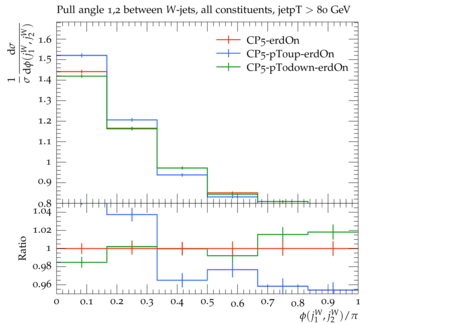 Pull angle 1,2 between W-jets, all constituents, jetpT > 80 GeV
1/σ̄ dσ/dϕ(j₁ᵂ, j₂ᵂ)
CP5-erdOn
CP5-pToup-erdOn
CP5-pTodown-erdOn
1.6
1.5
1.4
1.3
1.2
1.1
1
0.9
0.8
1.04
1.02
1.0
0.98
0.96
Ratio
0 0.1 0.2 0.3 0.4 0.5 0.6 0.7 0.8 0.9 1
ϕ(j₁ᵂ, j₂ᵂ)/π